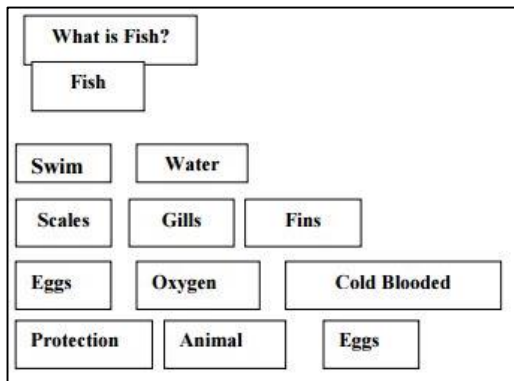 What is Fish?
Fish
Swim Water
Scales Gills Fins
Eggs Oxygen Cold Blooded
Protection Animal Eggs